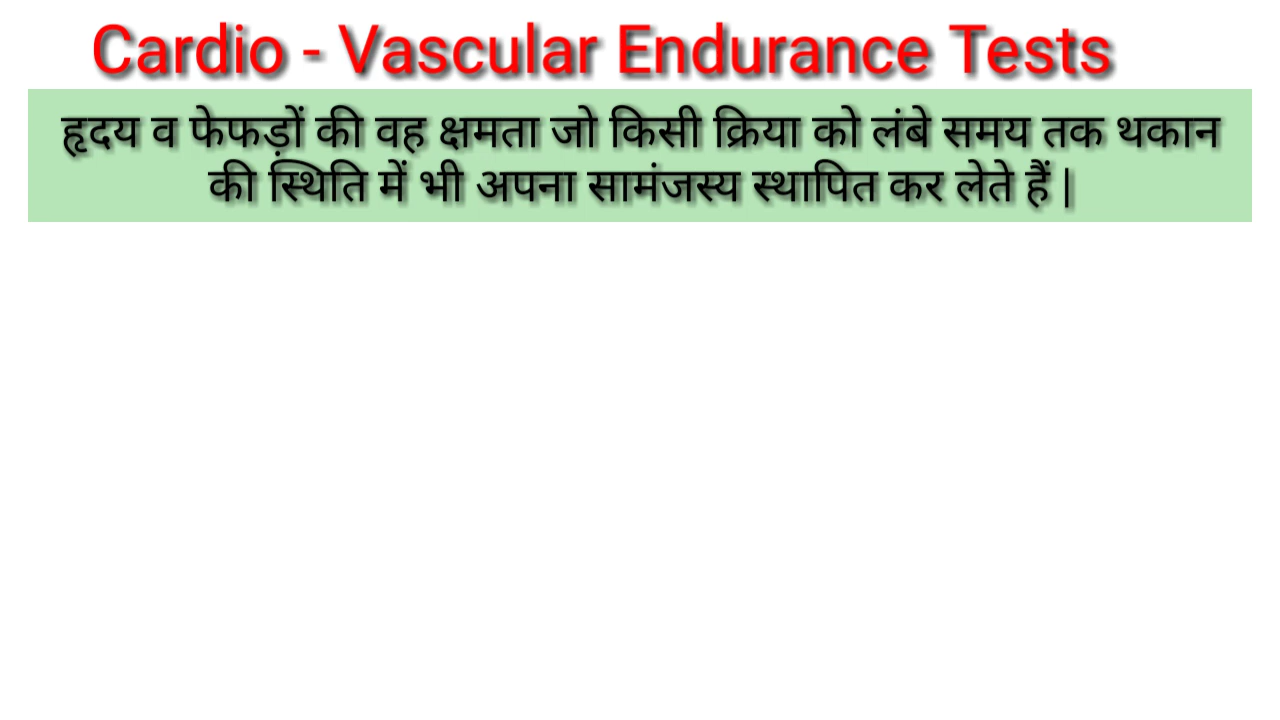 Cardio - Vascular Endurance Tests
हृदय व फेफड़ों की वह क्षमता जो किसी क्रिया को लंबे समय तक थकान
की स्थिति में भी अपना सामंजस्य स्थापित कर लेते हैं |